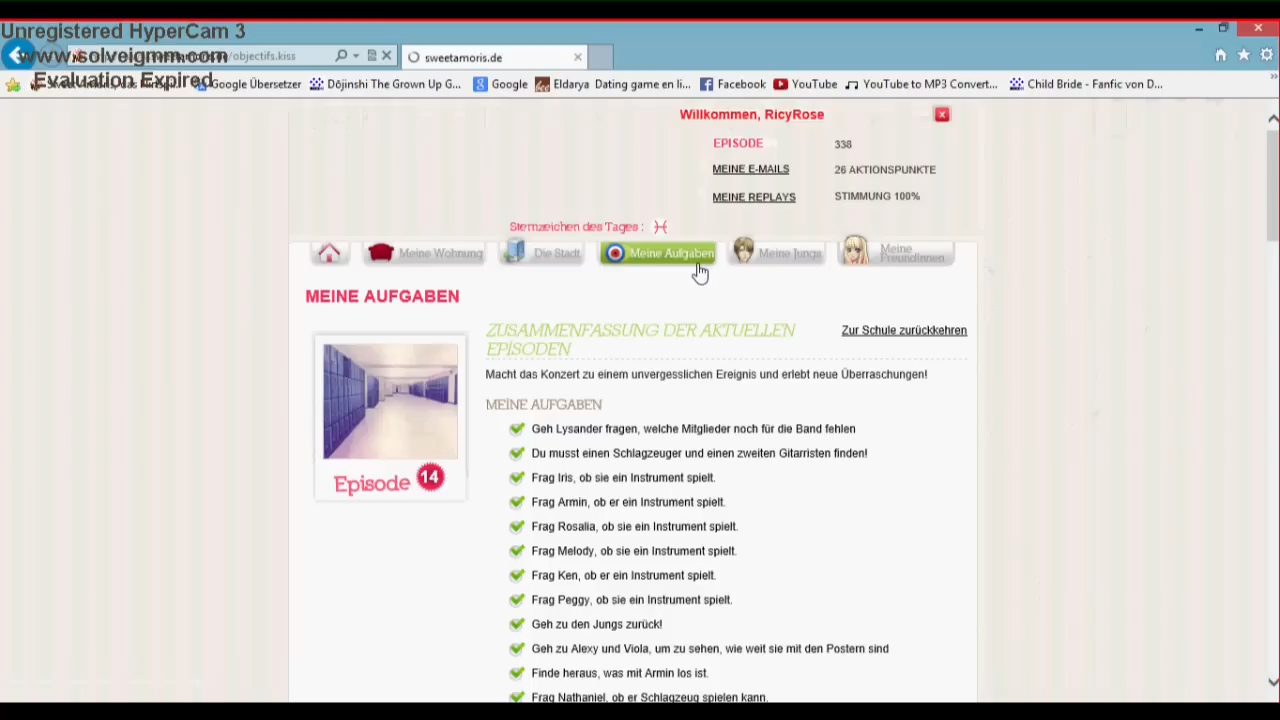 Unregistered HyperCam 3
www.solveigmm.com
Evaluation Expired
/objectifs.kiss
sweetamoris.de
Google Übersetzer
Dōjinshi The Grown Up G...
Google
Eldarya
Dating game en li...
Facebook
YouTube
YouTube to MP3 Convert...
Child Bride - Fanfic von D...
Willkommen, RicyRose
EPISODE 338
MEINE E-MAILS 26 AKTIONSPUNKTE
MEINE REPLAYS STIMMUNG 100%
Sternzeichen des Tages :
Meine Wohnung
Die Stadt
Meine Aufgaben
Meine Jungs
Meine
FreundInnen
MEINE AUFGABEN
ZUSAMMENFASSUNG DER AKTUELLEN
EPISODEN
Zur Schule zurückkehren
Macht das Konzert zu einem unvergesslichen Ereignis und erlebt neue Überraschungen!
MEINE AUFGABEN
Geh Lysander fragen, welche Mitglieder noch für die Band fehlen
Du musst einen Schlagzeuger und einen zweiten Gitarristen finden!
Frag Iris, ob sie ein Instrument spielt.
Frag Armin, ob er ein Instrument spielt.
Frag Rosalia, ob sie ein Instrument spielt.
Frag Melody, ob sie ein Instrument spielt.
Frag Ken, ob er ein Instrument spielt.
Frag Peggy, ob sie ein Instrument spielt.
Geh zu den Jungs zurück!
Geh zu Alexy und Viola, um zu sehen, wie weit sie mit den Postern sind
Finde heraus, was mit Armin los ist.
Frag Nathaniel, ob er Schlagzeug spielen kann.
Episode 14